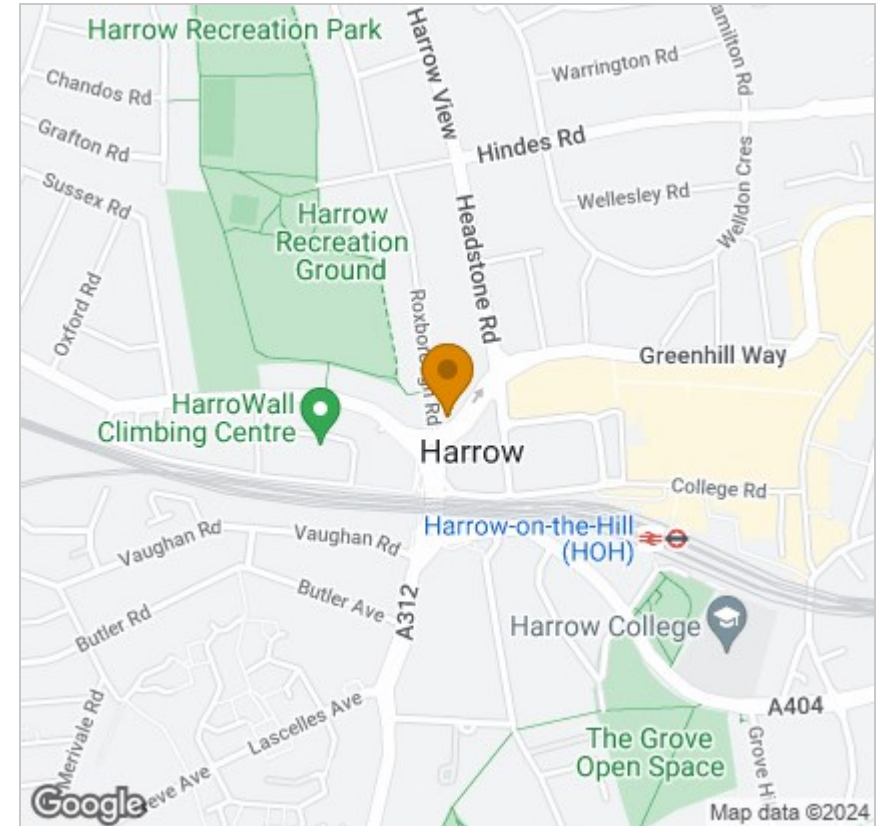 Harrow Recreation Park
Harrow View
Warrington Rd
Chandos Rd
Grafton Rd
Hindes Rd
Sussex Rd
Wellesley Rd
Welldon Cres
Harrow
Recreation
Ground
Headstone Rd
Oxford Rd
Roxborough Rd
Greenhill Way
HarroWall
Climbing Centre
Harrow
College Rd
Vaughan Rd
Vaughan Rd
Harrow-on-the-Hill
(HOH)
Butler Ave
Butler Rd
A312
Harrow College
Merivale Rd
Lascelles Ave
A404
The Grove
Open Space
Google
Map data ©2024